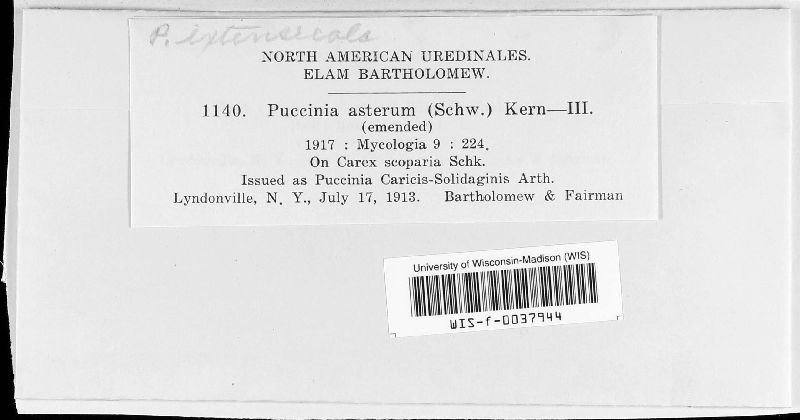 P. extensicola
NORTH AMERICAN UREDINALES.
ELAM BARTHOLOMEW.
1140. Puccinia asterum (Schw.) Kern—III.
(emended)
1917 : Mycologia 9 : 224.
On Carex scoparia Schk.
Issued as Puccinia Caricis-Solidaginis Arth.
Lyndonville, N. Y., July 17, 1913. Bartholomew & Fairman
University of Wisconsin-Madison (WIS)
WIS-f-0037944